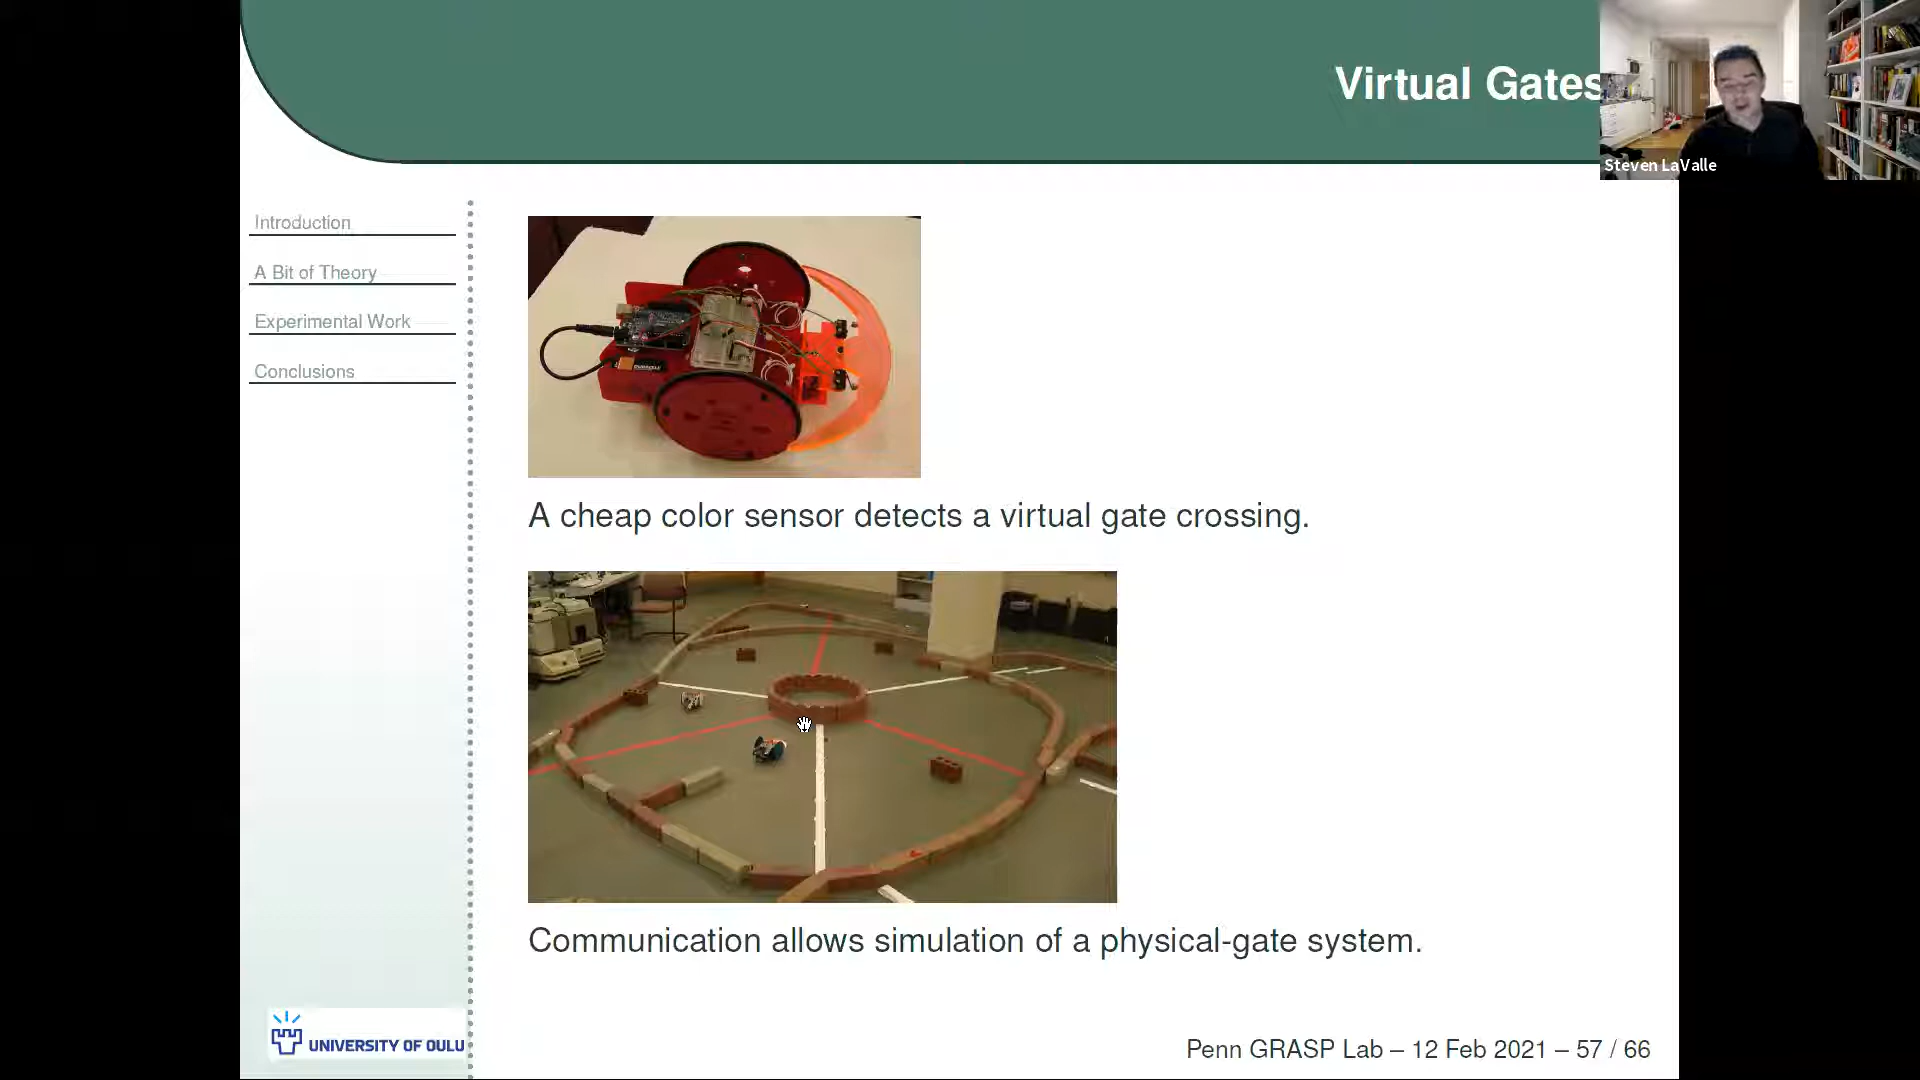 Virtual Gates
Steven LaValle
Introduction
A Bit of Theory
Experimental Work
Conclusions
A cheap color sensor detects a virtual gate crossing.
Communication allows simulation of a physical-gate system.
UNIVERSITY OF OULU
Penn GRASP Lab – 12 Feb 2021 – 57 / 66